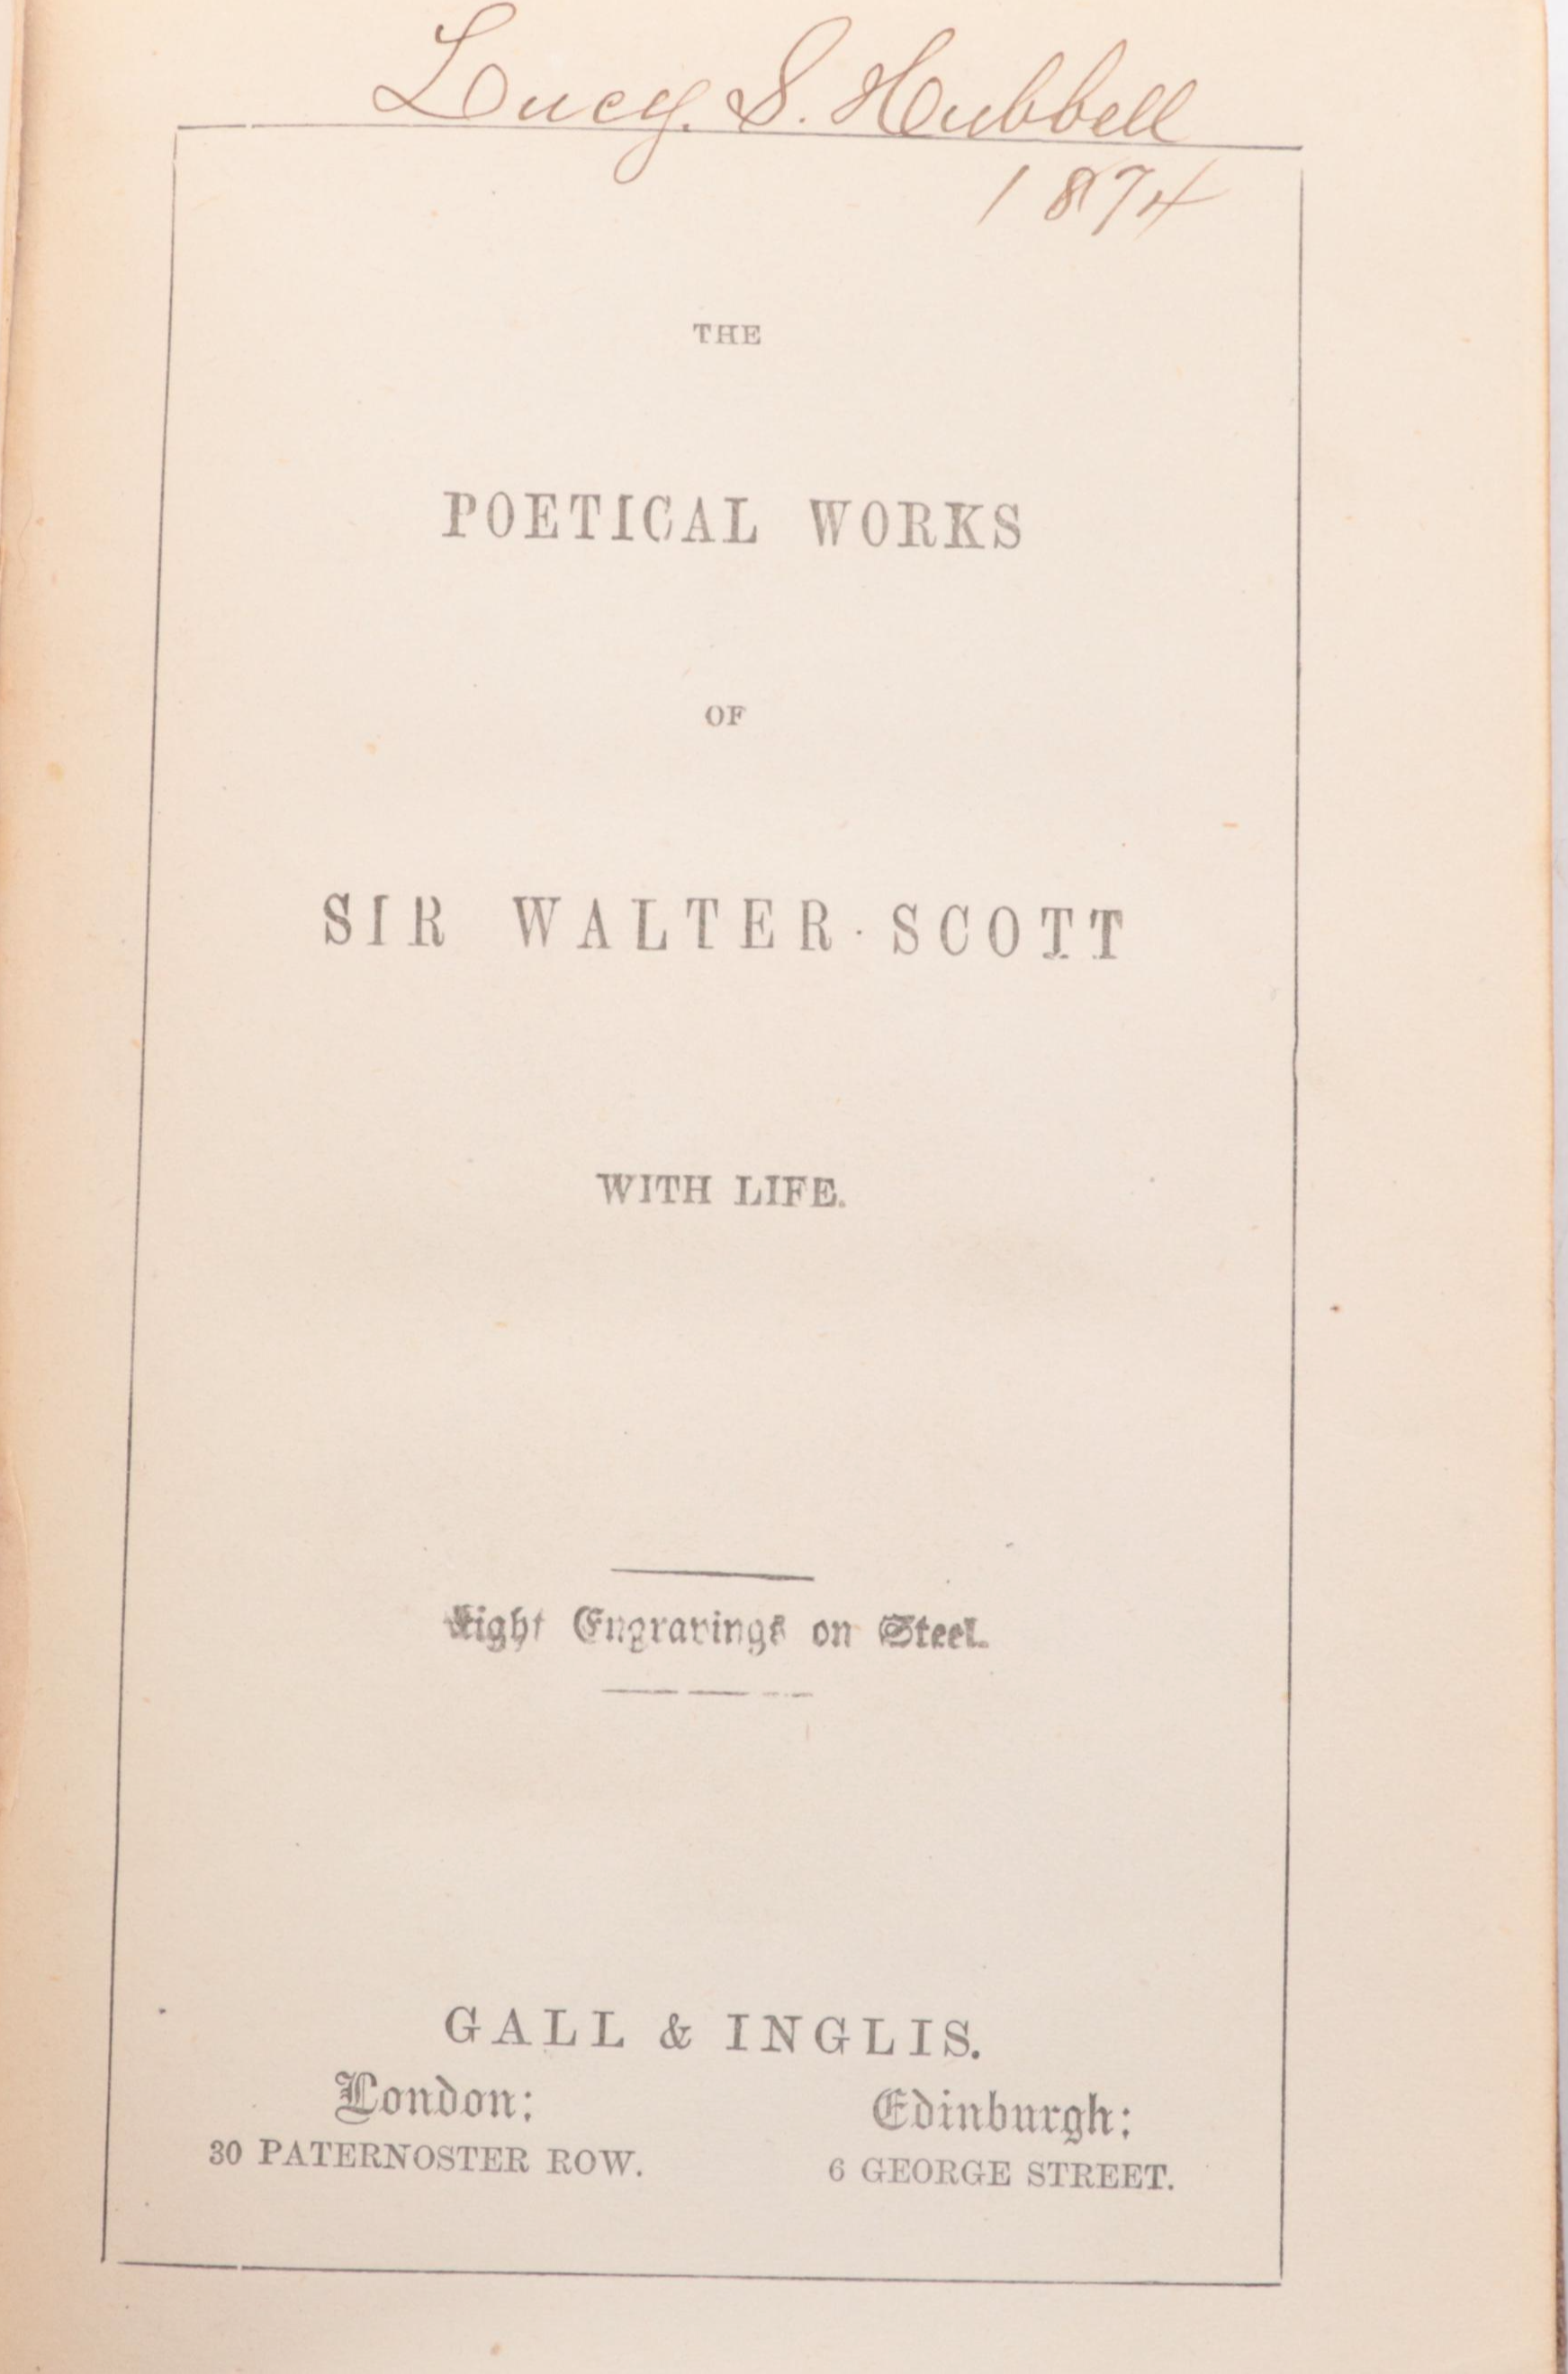 Lucy. S. Hubbell
1874
THE
POETICAL WORKS
OF
SIR WALTER SCOTT
WITH LIFE.
Eight Engravings on Steel.
GALL & INGLIS.
London: Edinburgh:
30 PATERNOSTER ROW. 6 GEORGE STREET.